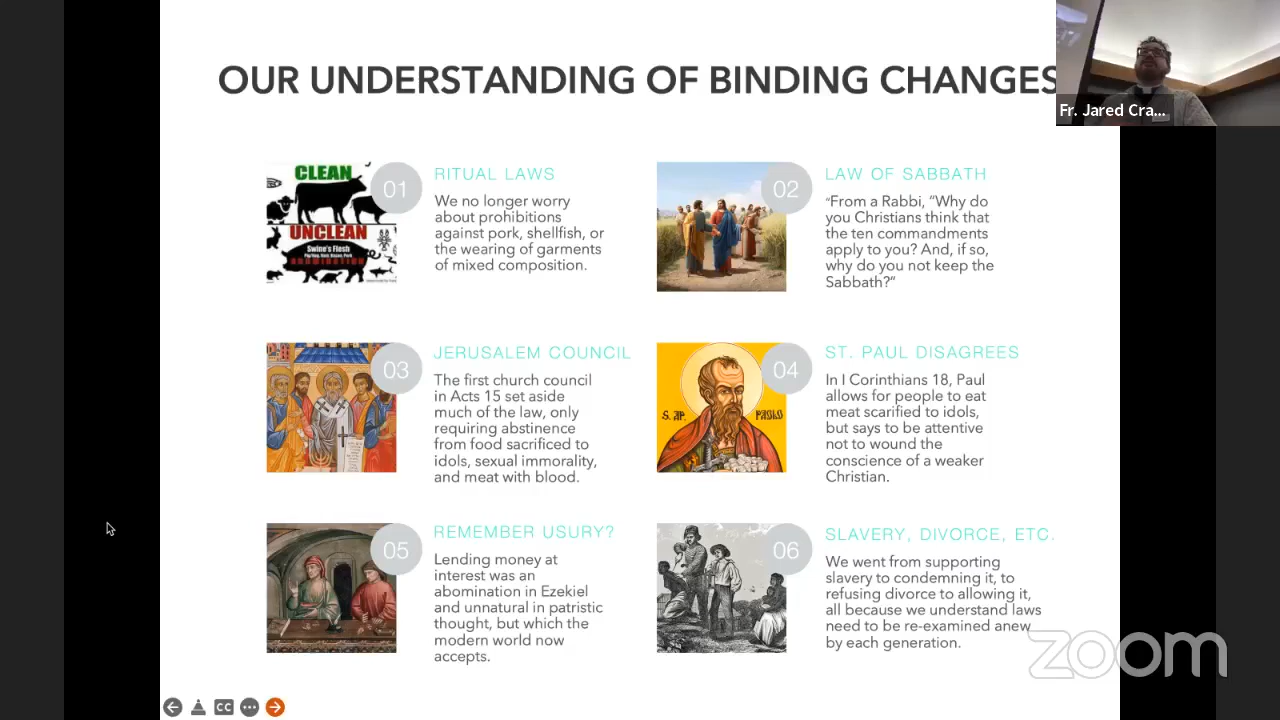 OUR UNDERSTANDING OF BINDING CHANGES
Fr. Jared Cra...
CLEAN
UNCLEAN
Swine's Flesh
01
RITUAL LAWS
We no longer worry
about prohibitions
against pork, shellfish, or
the wearing of garments
of mixed composition.
02
LAW OF SABBATH
“From a Rabbi, “Why do
you Christians think that
the ten commandments
apply to you? And, if so,
why do you not keep the
Sabbath?“
03
JERUSALEM COUNCIL
The first church council
in Acts 15 set aside
much of the law, only
requiring abstinence
from food sacrificed to
idols, sexual immorality,
and meat with blood.
S. AP.
PAOLO
04
ST. PAUL DISAGREES
In I Corinthians 18, Paul
allows for people to eat
meat scarified to idols,
but says to be attentive
not to wound the
conscience of a weaker
Christian.
05
REMEMBER USURY?
Lending money at
interest was an
abomination in Ezekiel
and unnatural in patristic
thought, but which the
modern world now
accepts.
06
SLAVERY, DIVORCE, ETC.
We went from supporting
slavery to condemning it, to
refusing divorce to allowing it,
all because we understand laws
need to be re-examined anew
by each generation.
zoom
CC